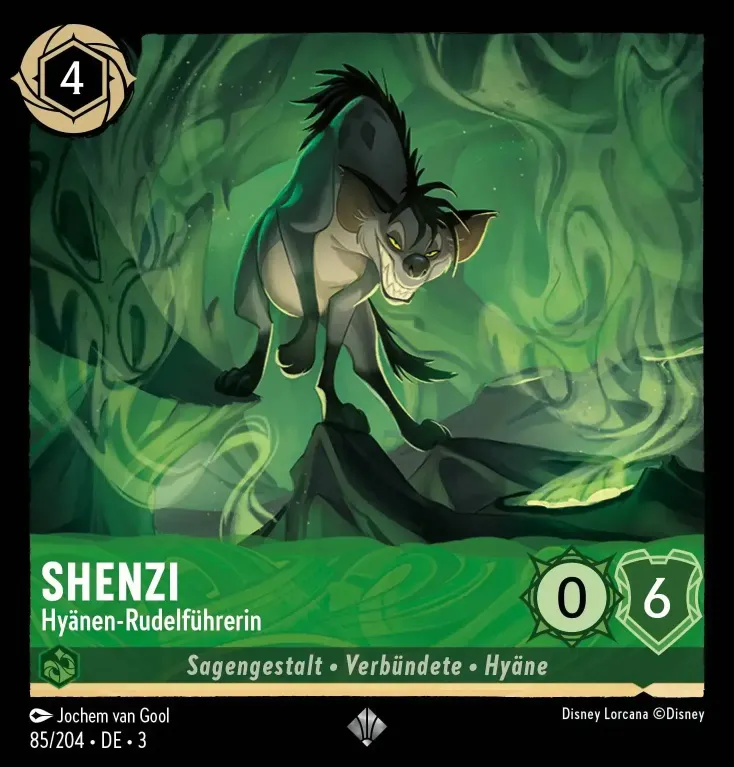 4
SHENZI
Hyänen-Rudelführerin
0
6
Sagengestalt • Verbündete • Hyäne
Jochem van Gool
Disney Lorcana ©Disney
85/204 • DE • 3